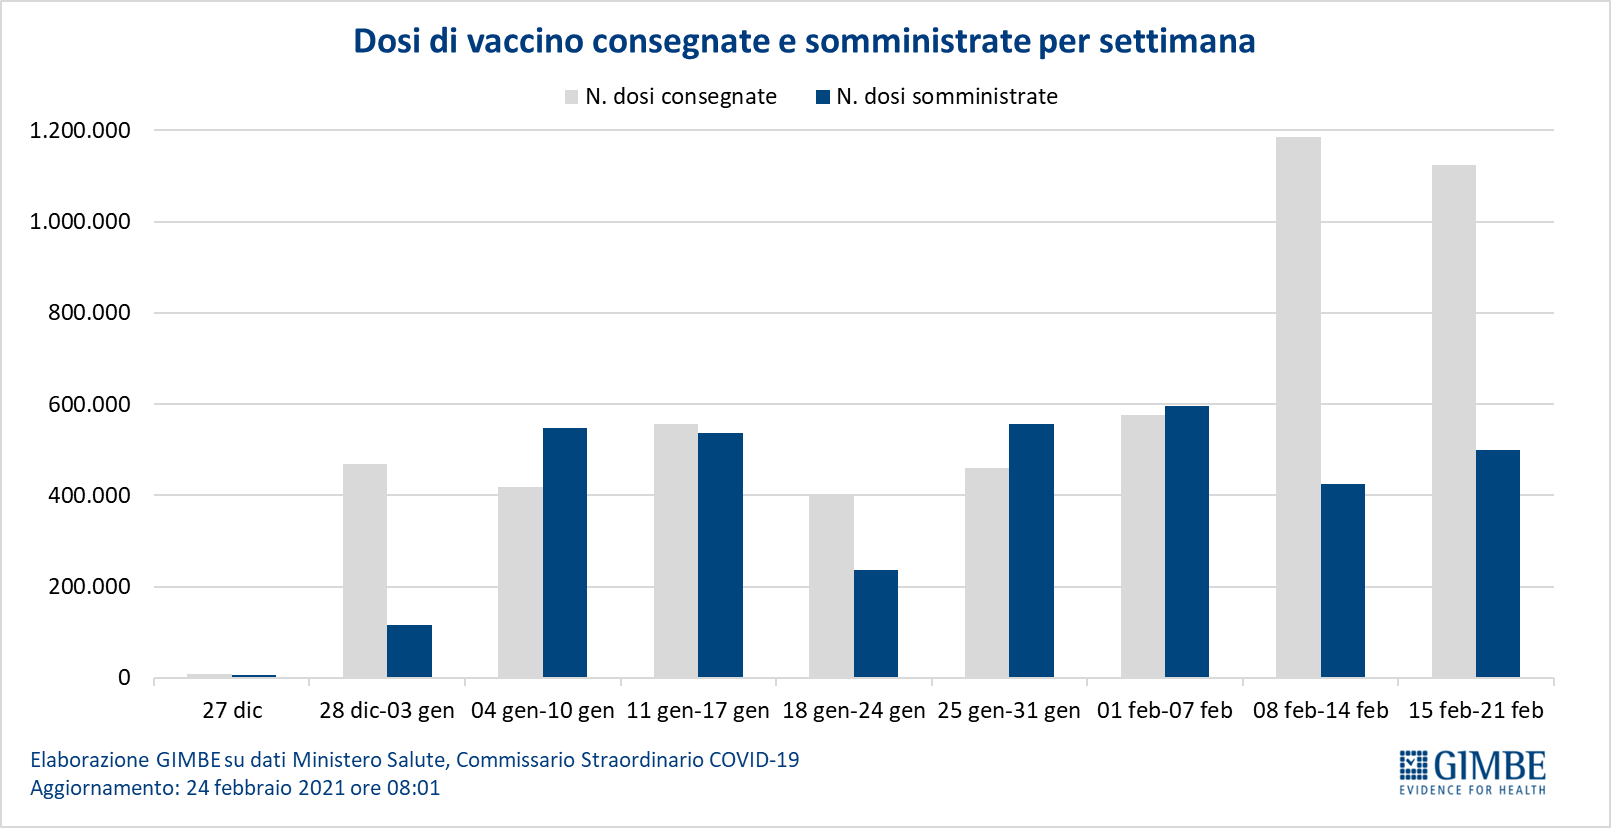 Dosi di vaccino consegnate e somministrate per settimana
N. dosi consegnate N. dosi somministrate
1.200.000
1.000.000
800.000
600.000
400.000
200.000
0
27 dic 28 dic-03 gen 04 gen-10 gen 11 gen-17 gen 18 gen-24 gen 25 gen-31 gen 01 feb-07 feb 08 feb-14 feb 15 feb-21 feb
Elaborazione GIMBE su dati Ministero Salute, Commissario Straordinario COVID-19
Aggiornamento: 24 febbraio 2021 ore 08:01
GIMBE
EVIDENCE FOR HEALTH